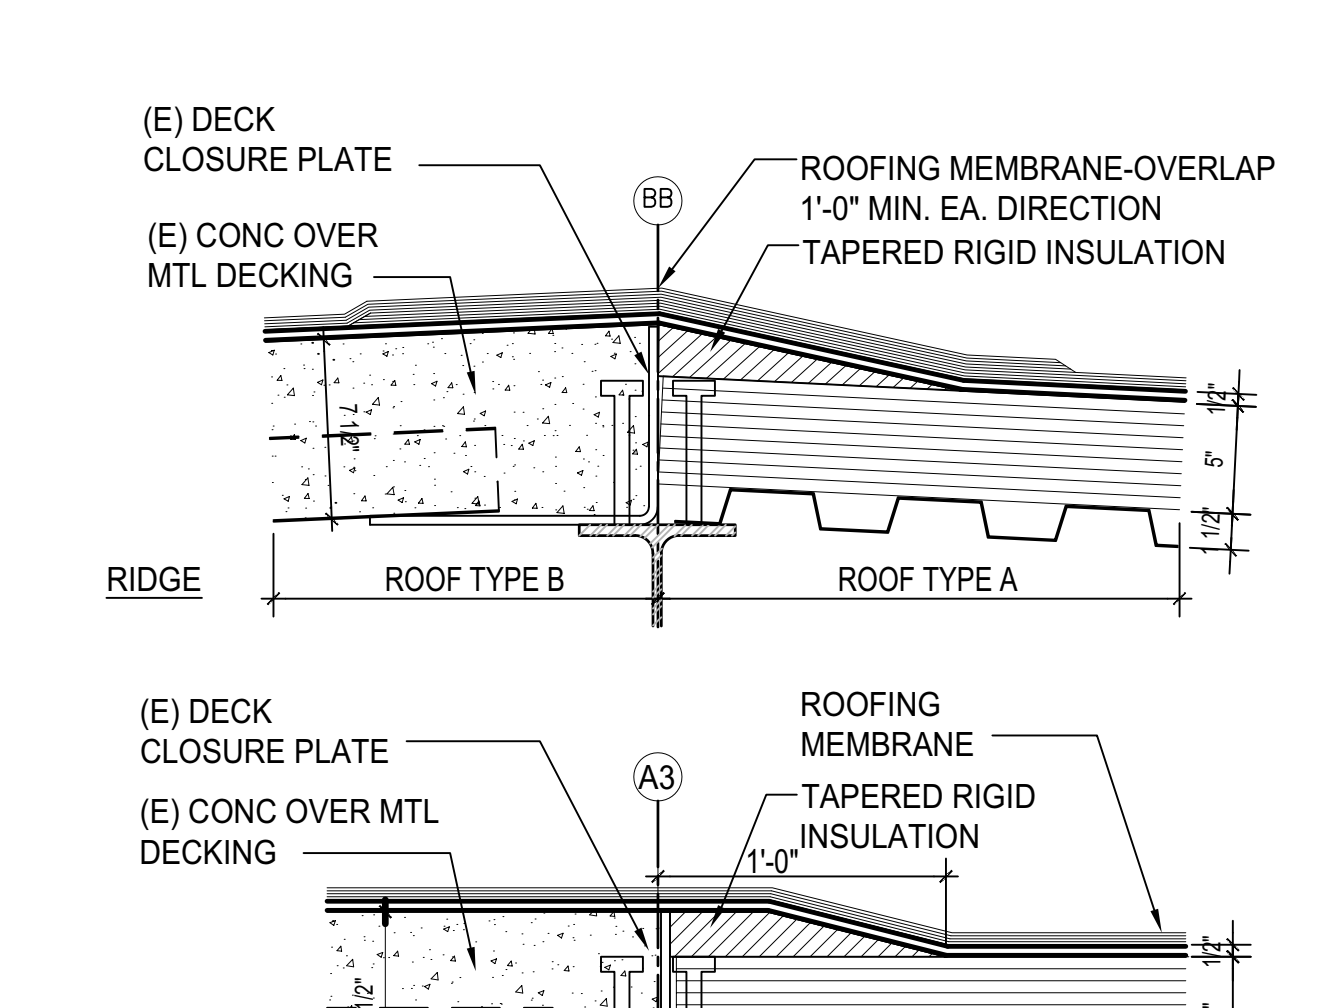 (E) DECK
CLOSURE PLATE
(E) CONC OVER
MTL DECKING
BB
ROOFING MEMBRANE-OVERLAP
1'-0" MIN. EA. DIRECTION
TAPERED RIGID INSULATION
7 1/2"
1/2"
5"
1 1/2"
RIDGE
ROOF TYPE B
ROOF TYPE A
(E) DECK
CLOSURE PLATE
(E) CONC OVER MTL
DECKING
A3
ROOFING
MEMBRANE
TAPERED RIGID
INSULATION
1'-0"
1/2"
1/2"